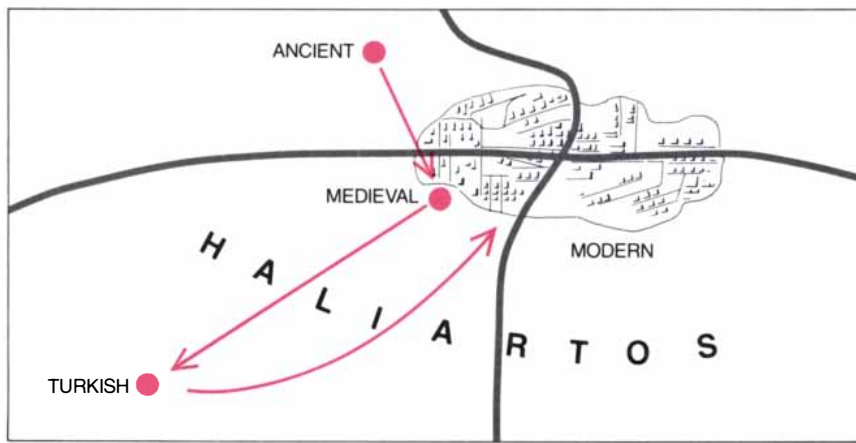 ANCIENT
MEDIEVAL
MODERN
HALIARTOS
TURKISH